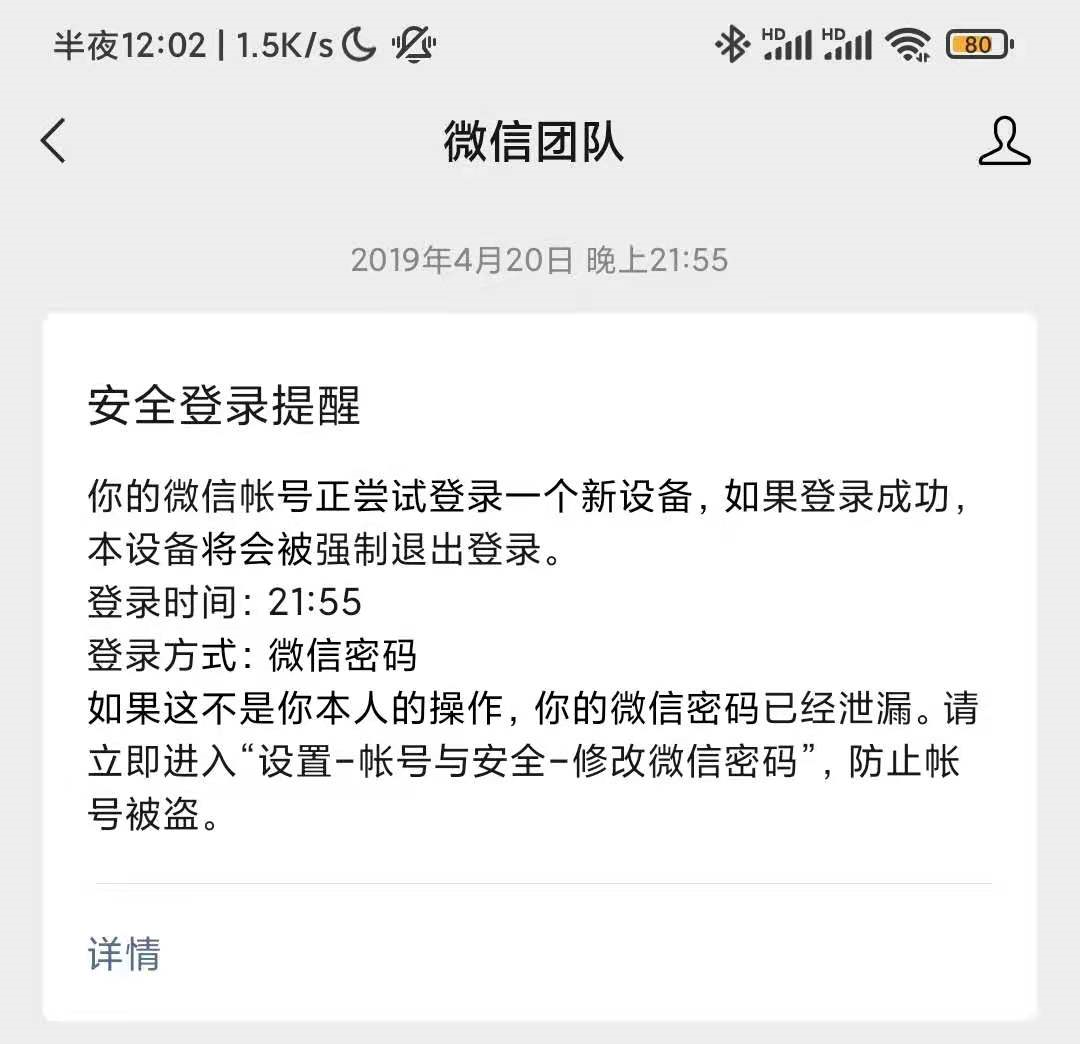 半夜12:02 | 1.5K/s HD HD 80
微信团队
2019年4月20日 晚上21:55
安全登录提醒
你的微信帐号正尝试登录一个新设备，如果登录成功，
本设备将会被强制退出登录。
登录时间：21:55
登录方式：微信密码
如果这不是你本人的操作，你的微信密码已经泄漏。请
立即进入“设置-帐号与安全-修改微信密码”，防止帐
号被盗。
详情